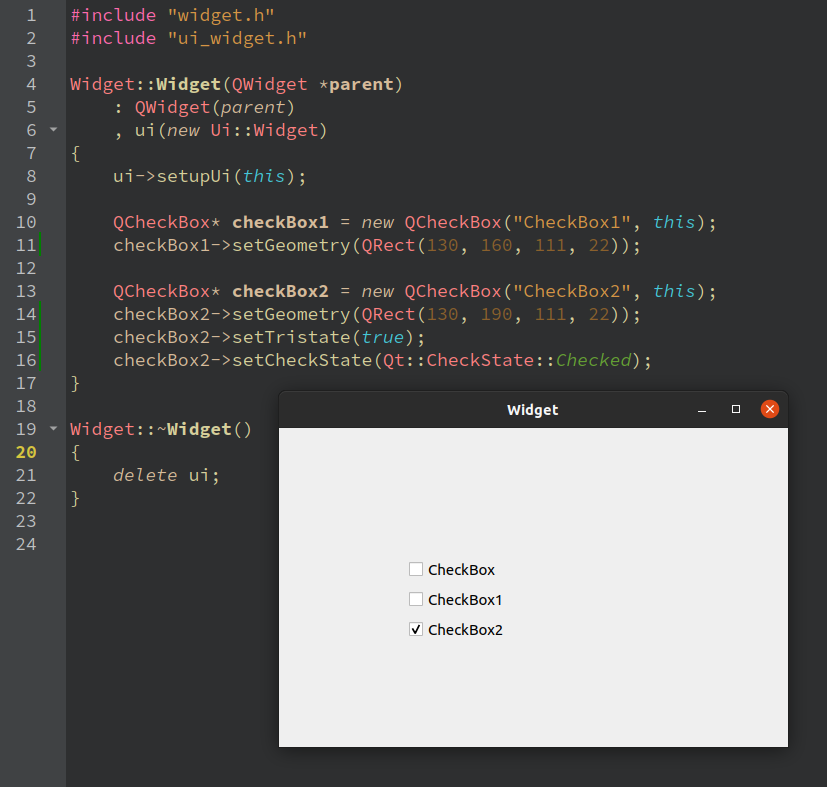 1 #include "widget.h"
2 #include "ui_widget.h"
3
4 Widget::Widget(QWidget *parent)
5     : QWidget(parent)
6     , ui(new Ui::Widget)
7 {
8     ui->setupUi(this);
9
10     QCheckBox* checkBox1 = new QCheckBox("CheckBox1", this);
11     checkBox1->setGeometry(QRect(130, 160, 111, 22));
12
13     QCheckBox* checkBox2 = new QCheckBox("CheckBox2", this);
14     checkBox2->setGeometry(QRect(130, 190, 111, 22));
15     checkBox2->setTristate(true);
16     checkBox2->setCheckState(Qt::CheckState::Checked);
17 }
18
19 Widget::~Widget()
20 {
21     delete ui;
22 }
23
24
Widget
CheckBox
CheckBox1
CheckBox2